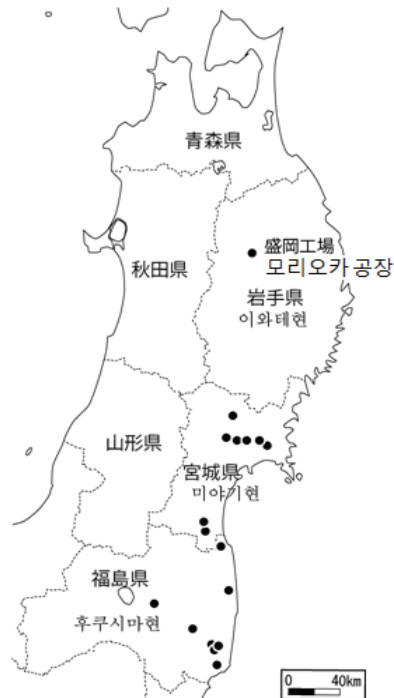 青森県
盛岡工場
모리오카 공장
秋田県
岩手県
이와테현
山形県
宮城県
미야기현
福島県
후쿠시마현
0 40km